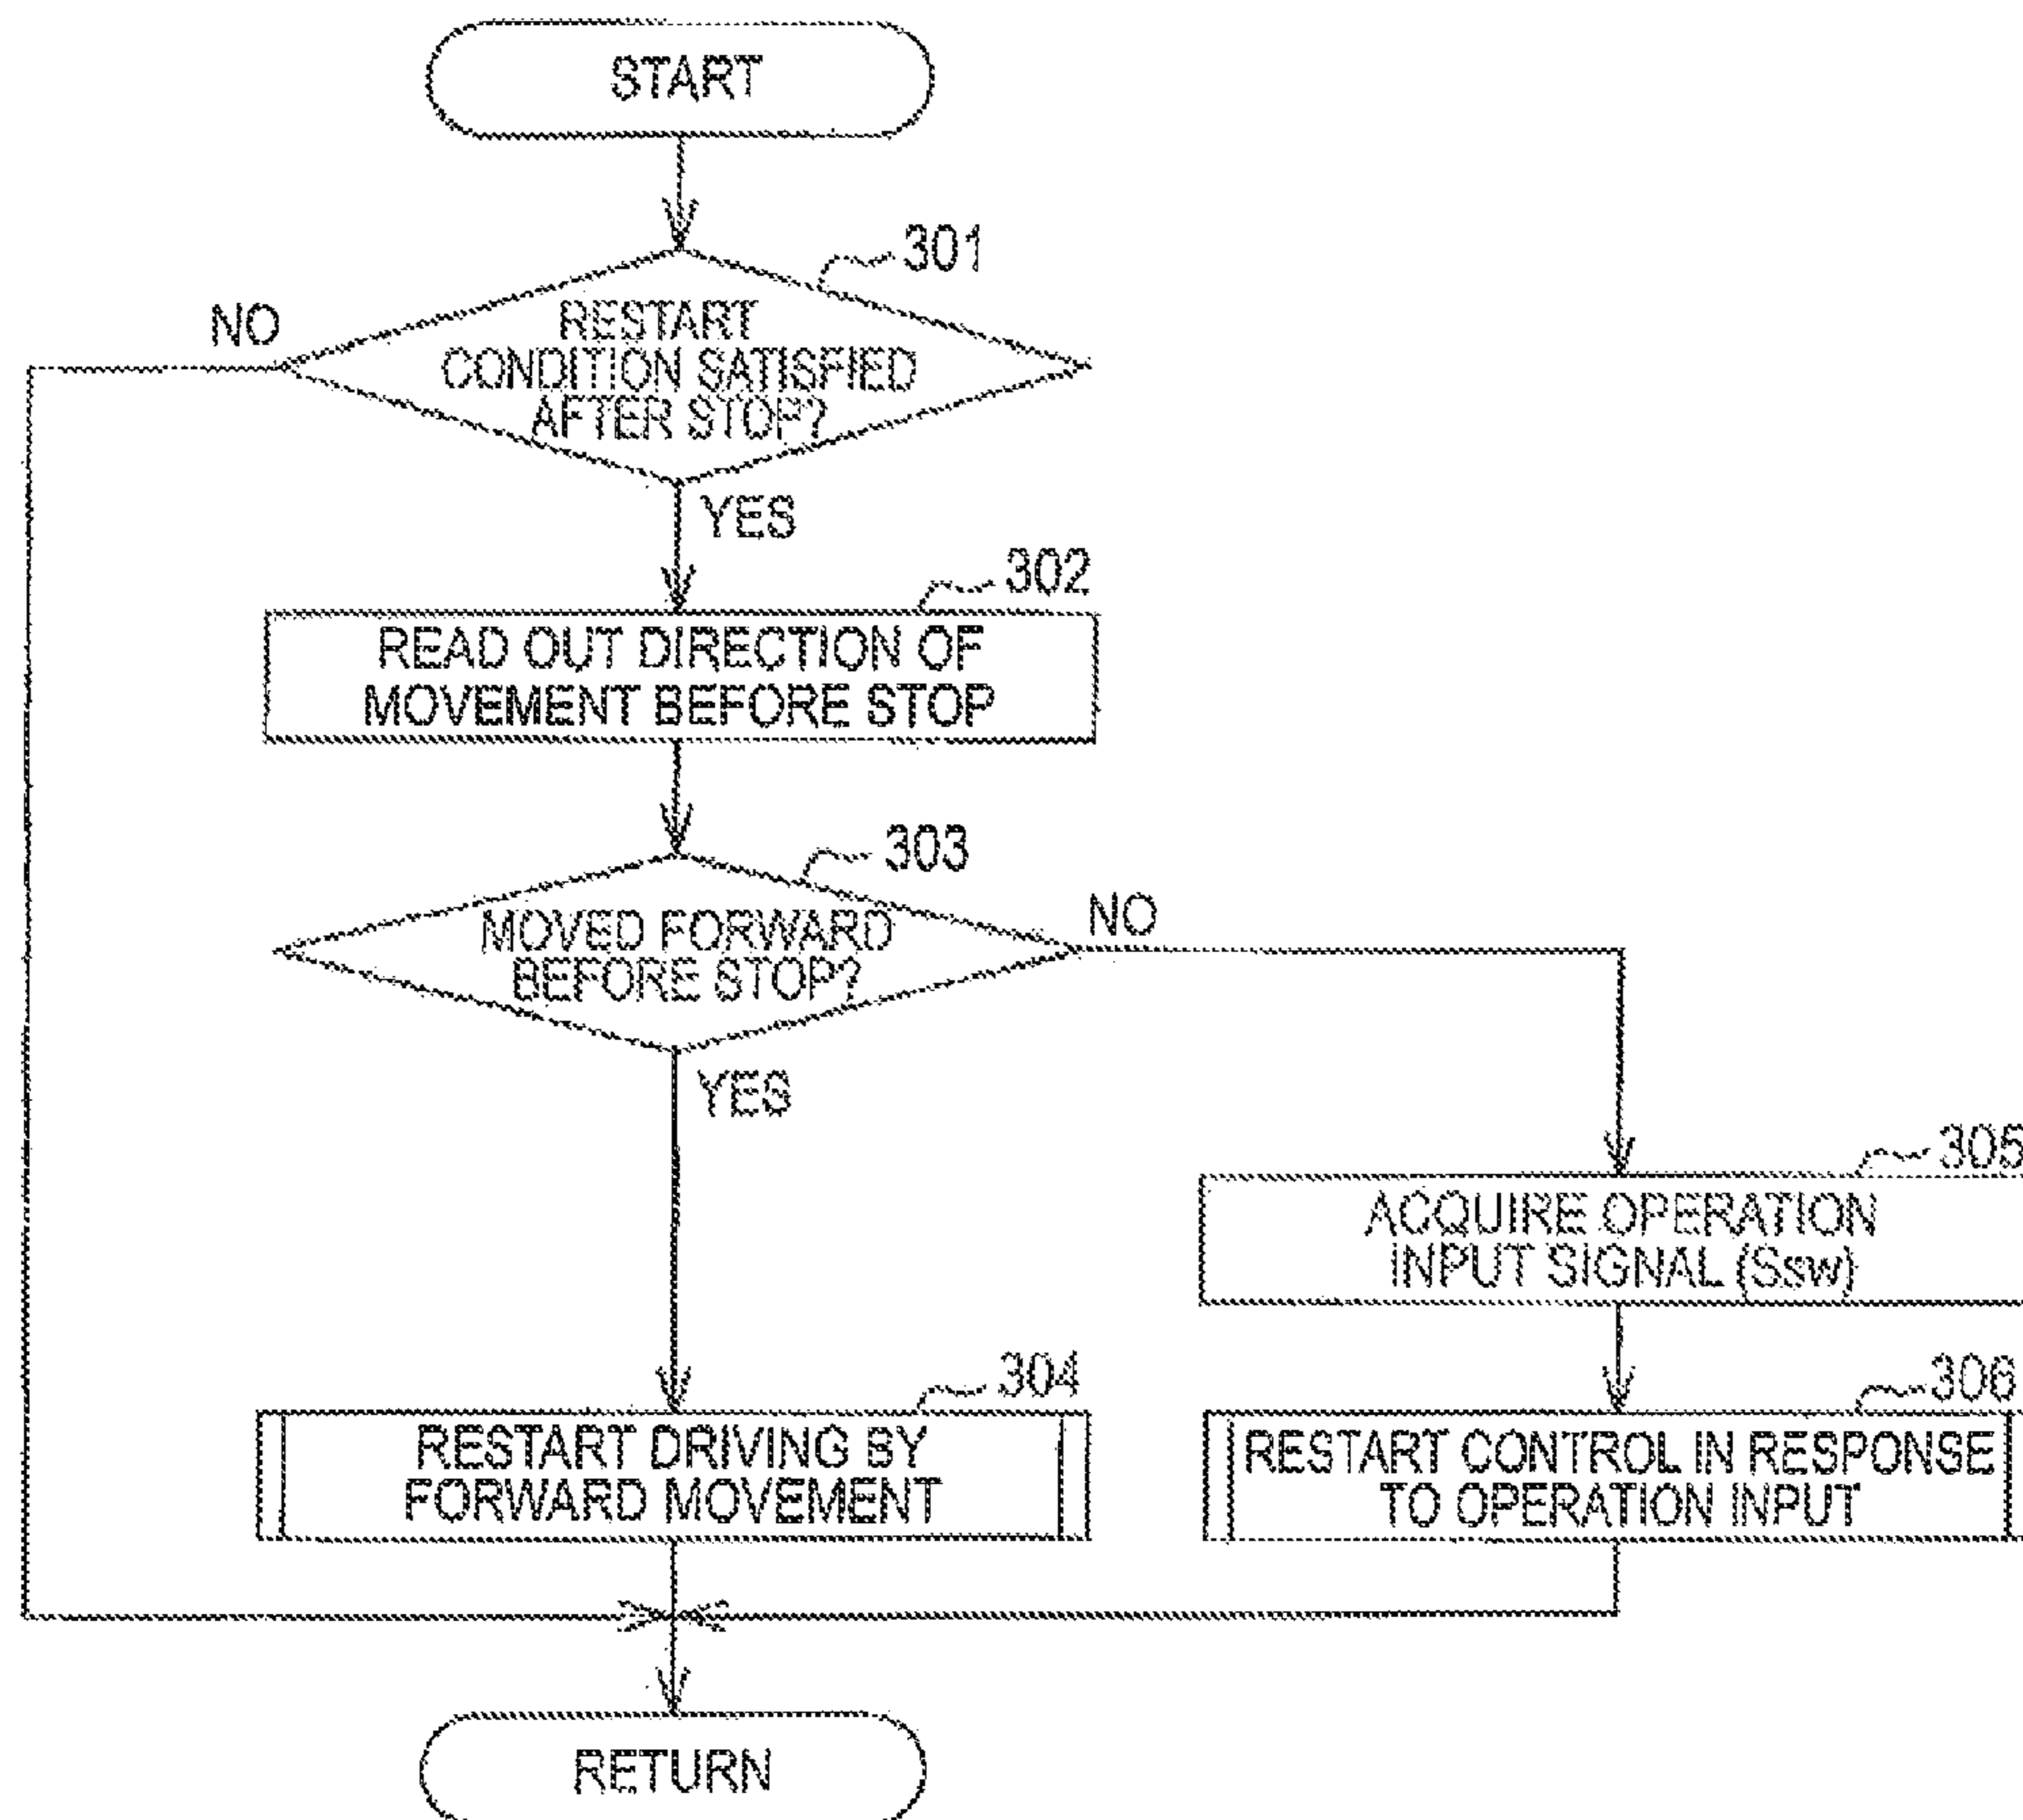 START
301
NO
RESTART
CONDITION SATISFIED
AFTER STOP?
YES
302
READ OUT DIRECTION OF
MOVEMENT BEFORE STOP
303
NO
MOVED FORWARD
BEFORE STOP?
YES
305
ACQUIRE OPERATION
INPUT SIGNAL (Ssw)
304
RESTART DRIVING BY
FORWARD MOVEMENT
306
RESTART CONTROL IN RESPONSE
TO OPERATION INPUT
RETURN